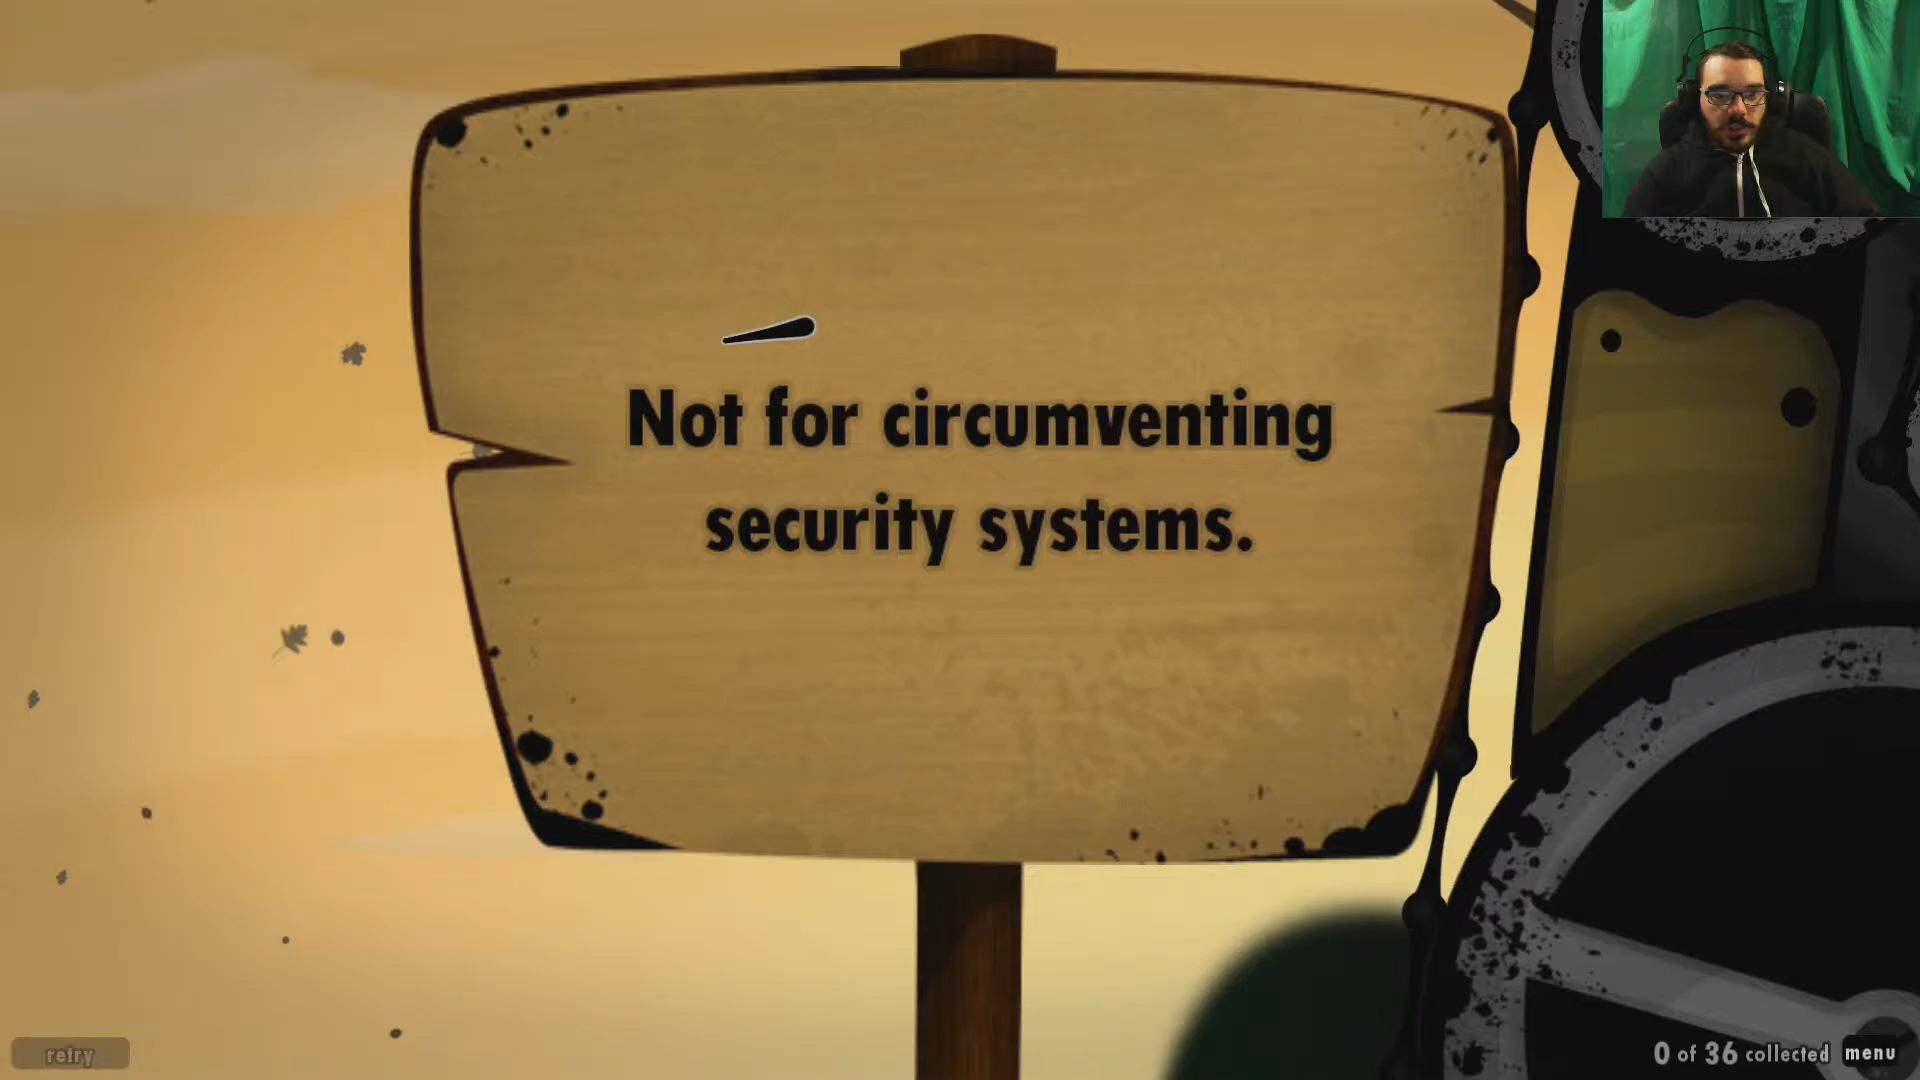 Not for circumventing
security systems.
retry
0 of 36 collected menu